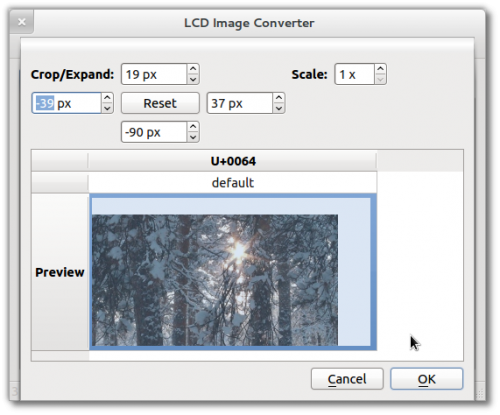 LCD Image Converter
Crop/Expand: 19 px Scale: 1 x
-39 px Reset 37 px
-90 px
U+0064
default
Preview
Cancel OK